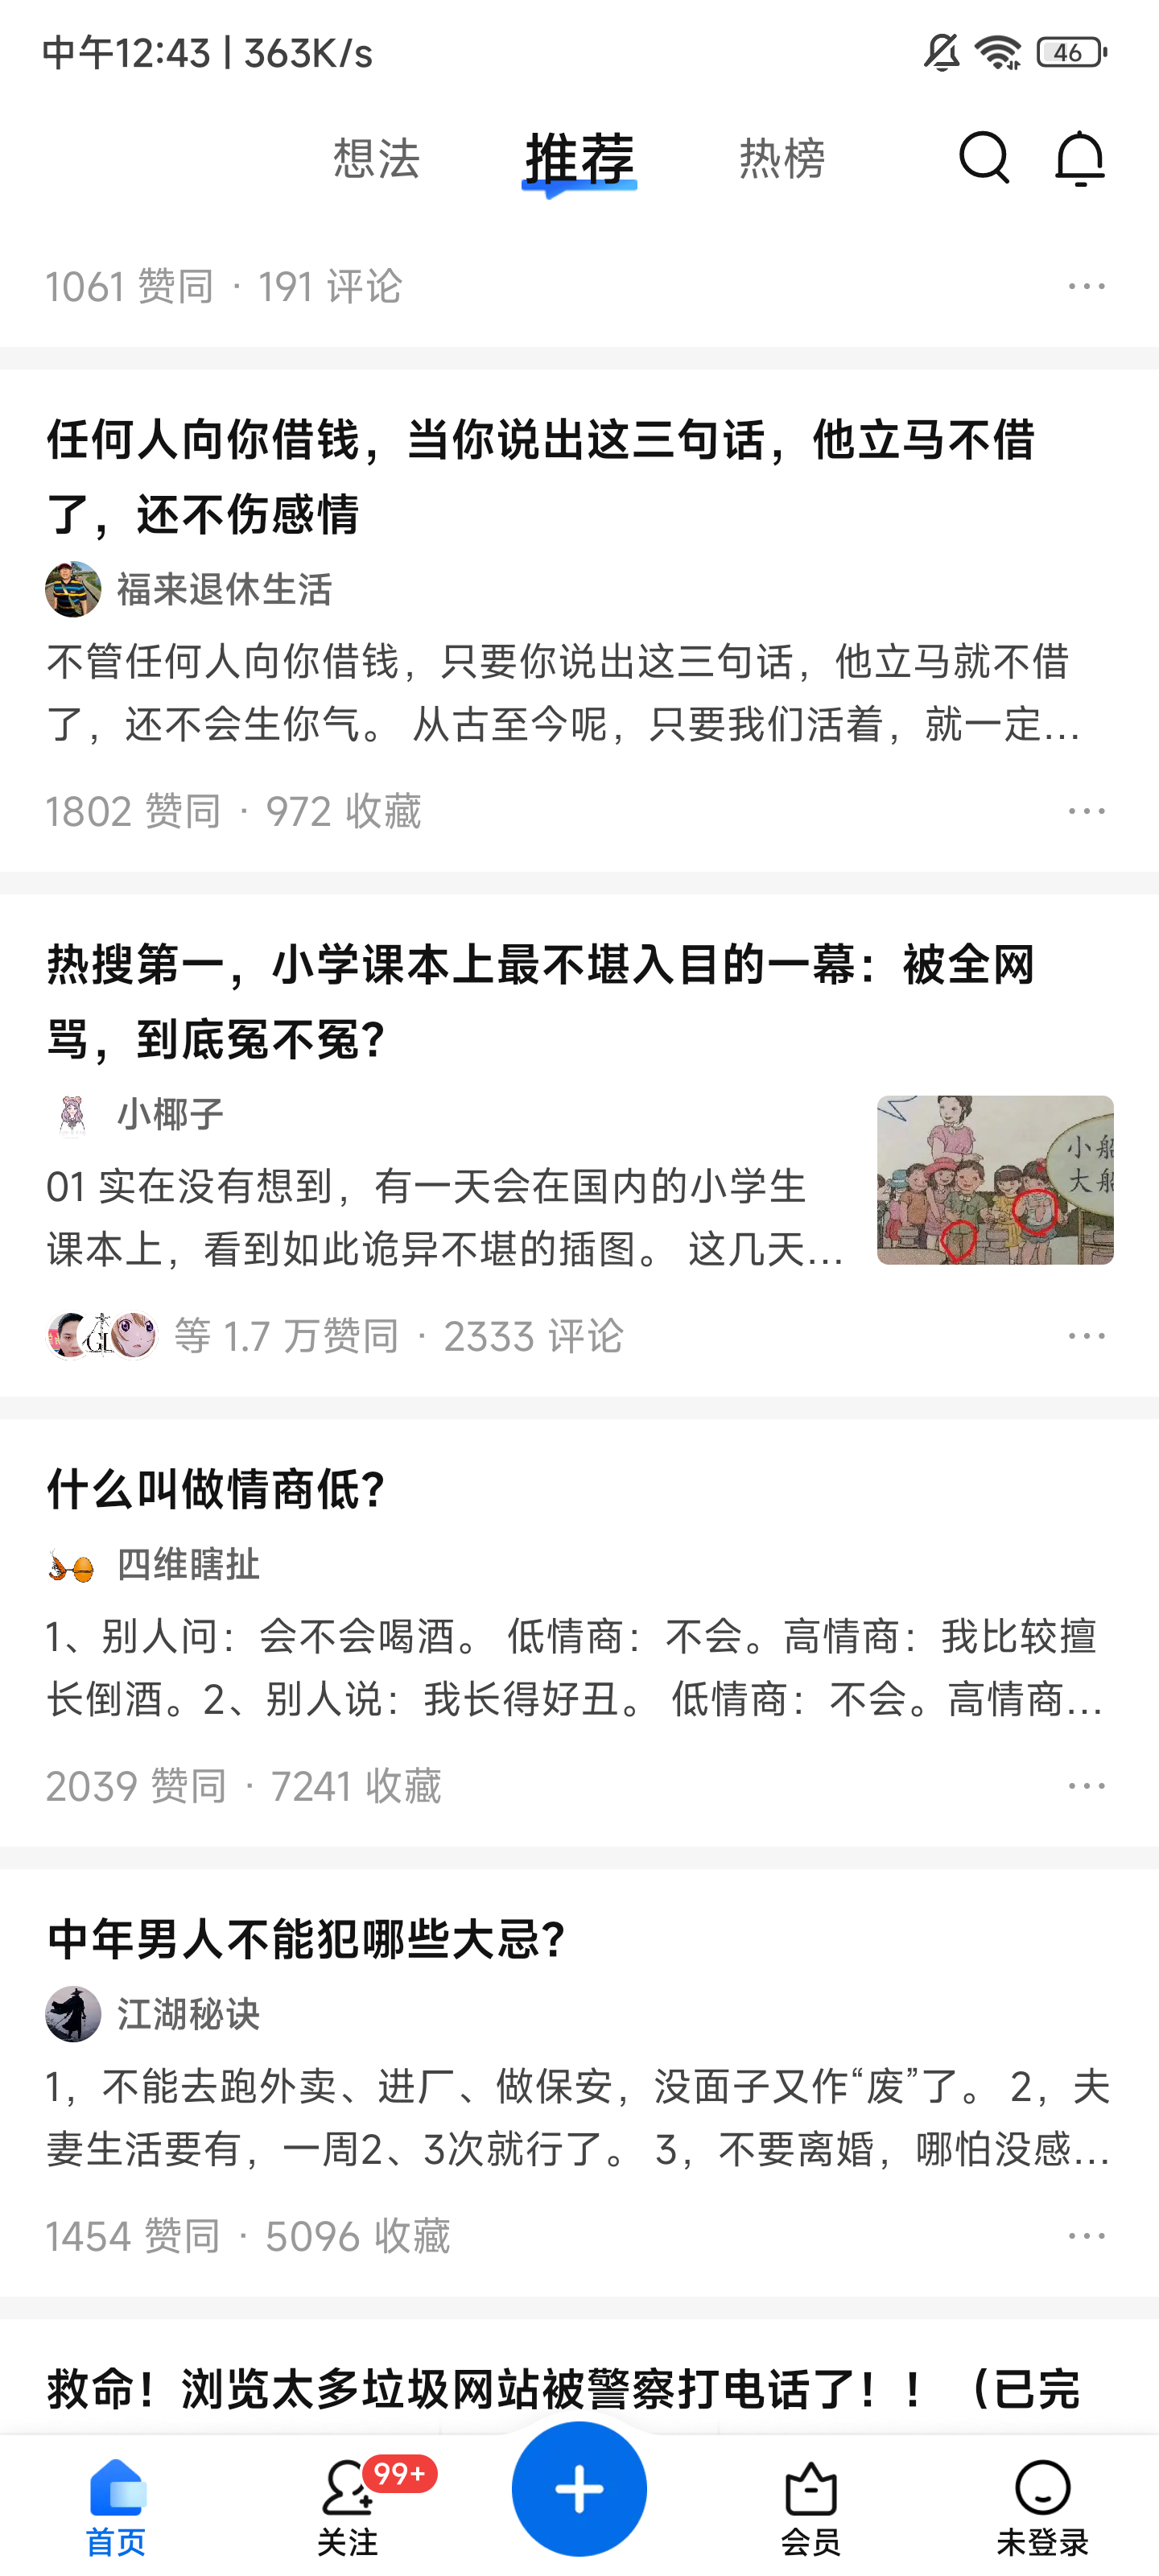 中午12:43 | 363K/s
46
想法
推荐
热榜
1061 赞同 · 191 评论
任何人向你借钱，当你说出这三句话，他立马不借
了，还不伤感情
福来退休生活
不管任何人向你借钱，只要你说出这三句话，他立马就不借
了，还不会生你气。 从古至今呢，只要我们活着，就一定...
1802 赞同 · 972 收藏
热搜第一，小学课本上最不堪入目的一幕：被全网
骂，到底冤不冤？
小椰子
01 实在没有想到，有一天会在国内的小学生
课本上，看到如此诡异不堪的插图。 这几天...
小船
大船
等 1.7 万赞同 · 2333 评论
什么叫做情商低？
四维瞎扯
1、别人问：会不会喝酒。 低情商：不会。高情商：我比较擅
长倒酒。2、别人说：我长得好丑。 低情商：不会。高情商...
2039 赞同 · 7241 收藏
中年男人不能犯哪些大忌？
江湖秘诀
1，不能去跑外卖、进厂、做保安，没面子又作“废”了。 2，夫
妻生活要有，一周2、3次就行了。 3，不要离婚，哪怕没感...
1454 赞同 · 5096 收藏
救命！浏览太多垃圾网站被警察打电话了！！（已完
99+
首页
关注
会员
未登录